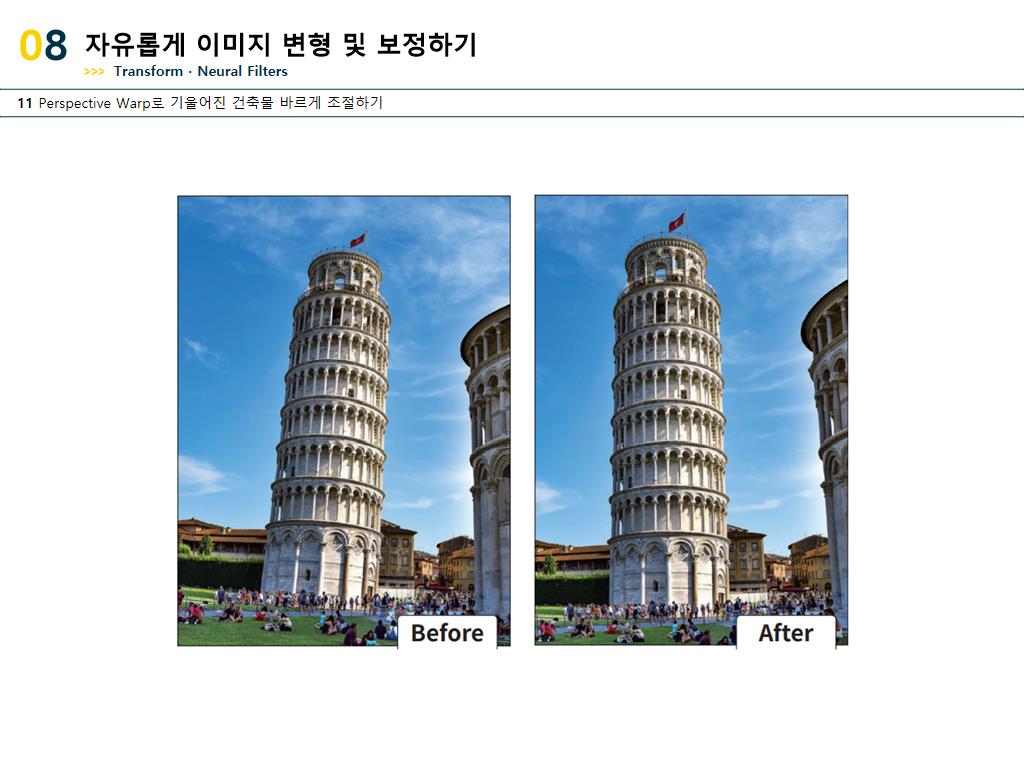 08 자유롭게 이미지 변형 및 보정하기
>>> Transform · Neural Filters
11 Perspective Warp로 기울어진 건축물 바르게 조절하기
Before
After